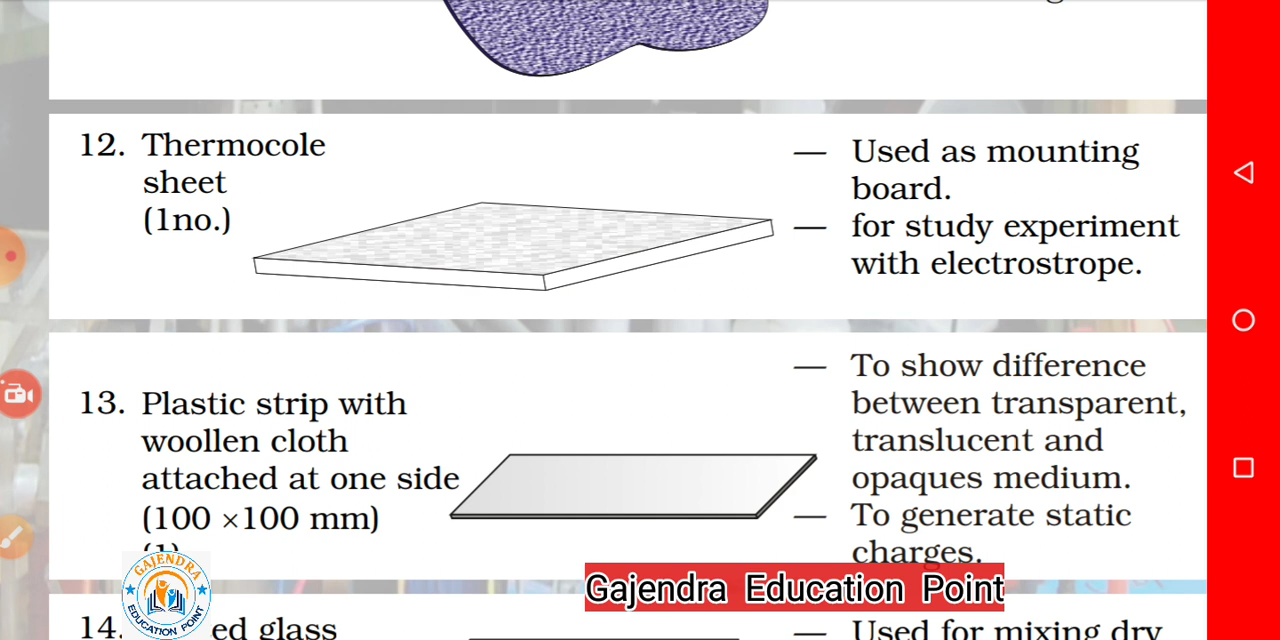 12. Thermocole
sheet
(1no.)
— Used as mounting
board.
— for study experiment
with electrostrope.
13. Plastic strip with
woollen cloth
attached at one side
(100 ×100 mm)
— To show difference
between transparent,
translucent and
opaques medium.
— To generate static
charges.
14.
glass
— Used for mixing dry
GAJENDRA
EDUCATION POINT
Gajendra Education Point